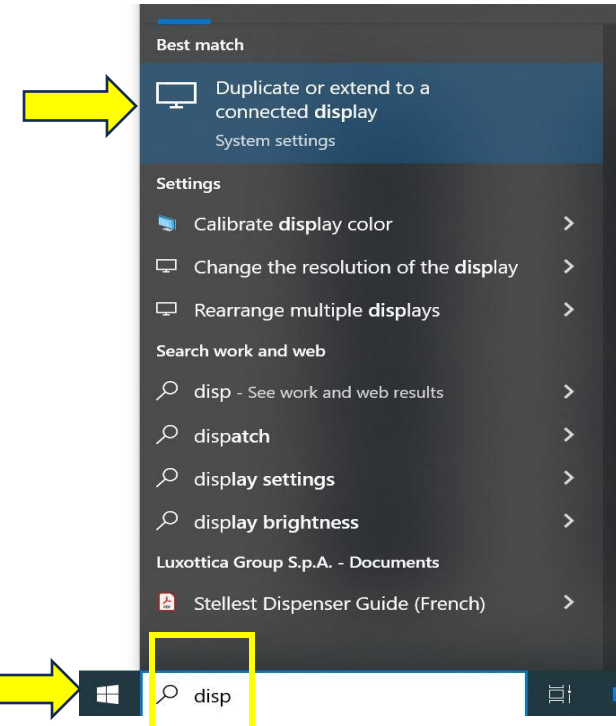 Best match
Duplicate or extend to a
connected display
System settings
Settings
Calibrate display color
Change the resolution of the display
Rearrange multiple displays
Search work and web
disp - See work and web results
dispatch
display settings
display brightness
Luxottica Group S.p.A. - Documents
Stellest Dispenser Guide (French)
disp